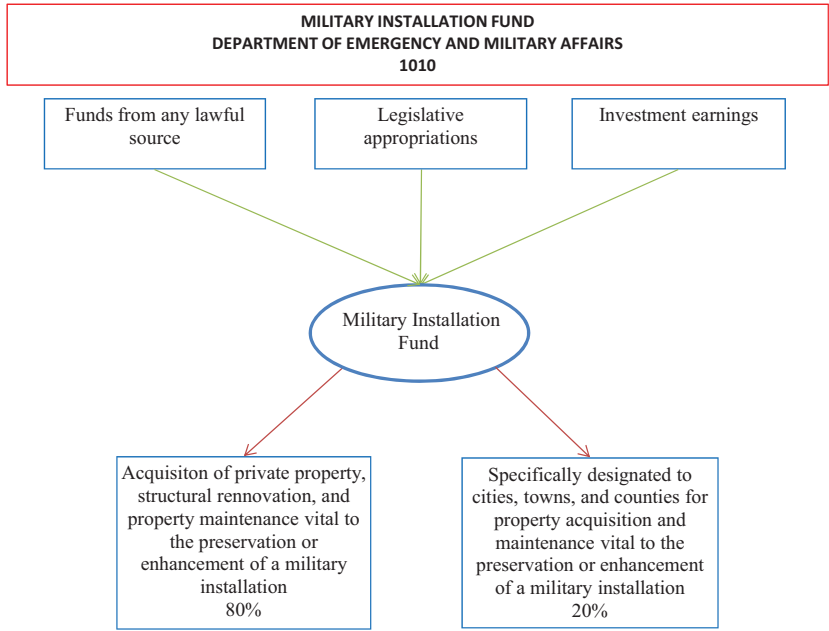 MILITARY INSTALLATION FUND
DEPARTMENT OF EMERGENCY AND MILITARY AFFAIRS
1010
Funds from any lawful
source
Legislative
appropriations
Investment earnings
Military Installation
Fund
Acquisiton of private property,
structural rennovation, and
property maintenance vital to
the preservation or
enhancement of a military
installation
80%
Specifically designated to
cities, towns, and counties for
property acquisition and
maintenance vital to the
preservation or enhancement
of a military installation
20%